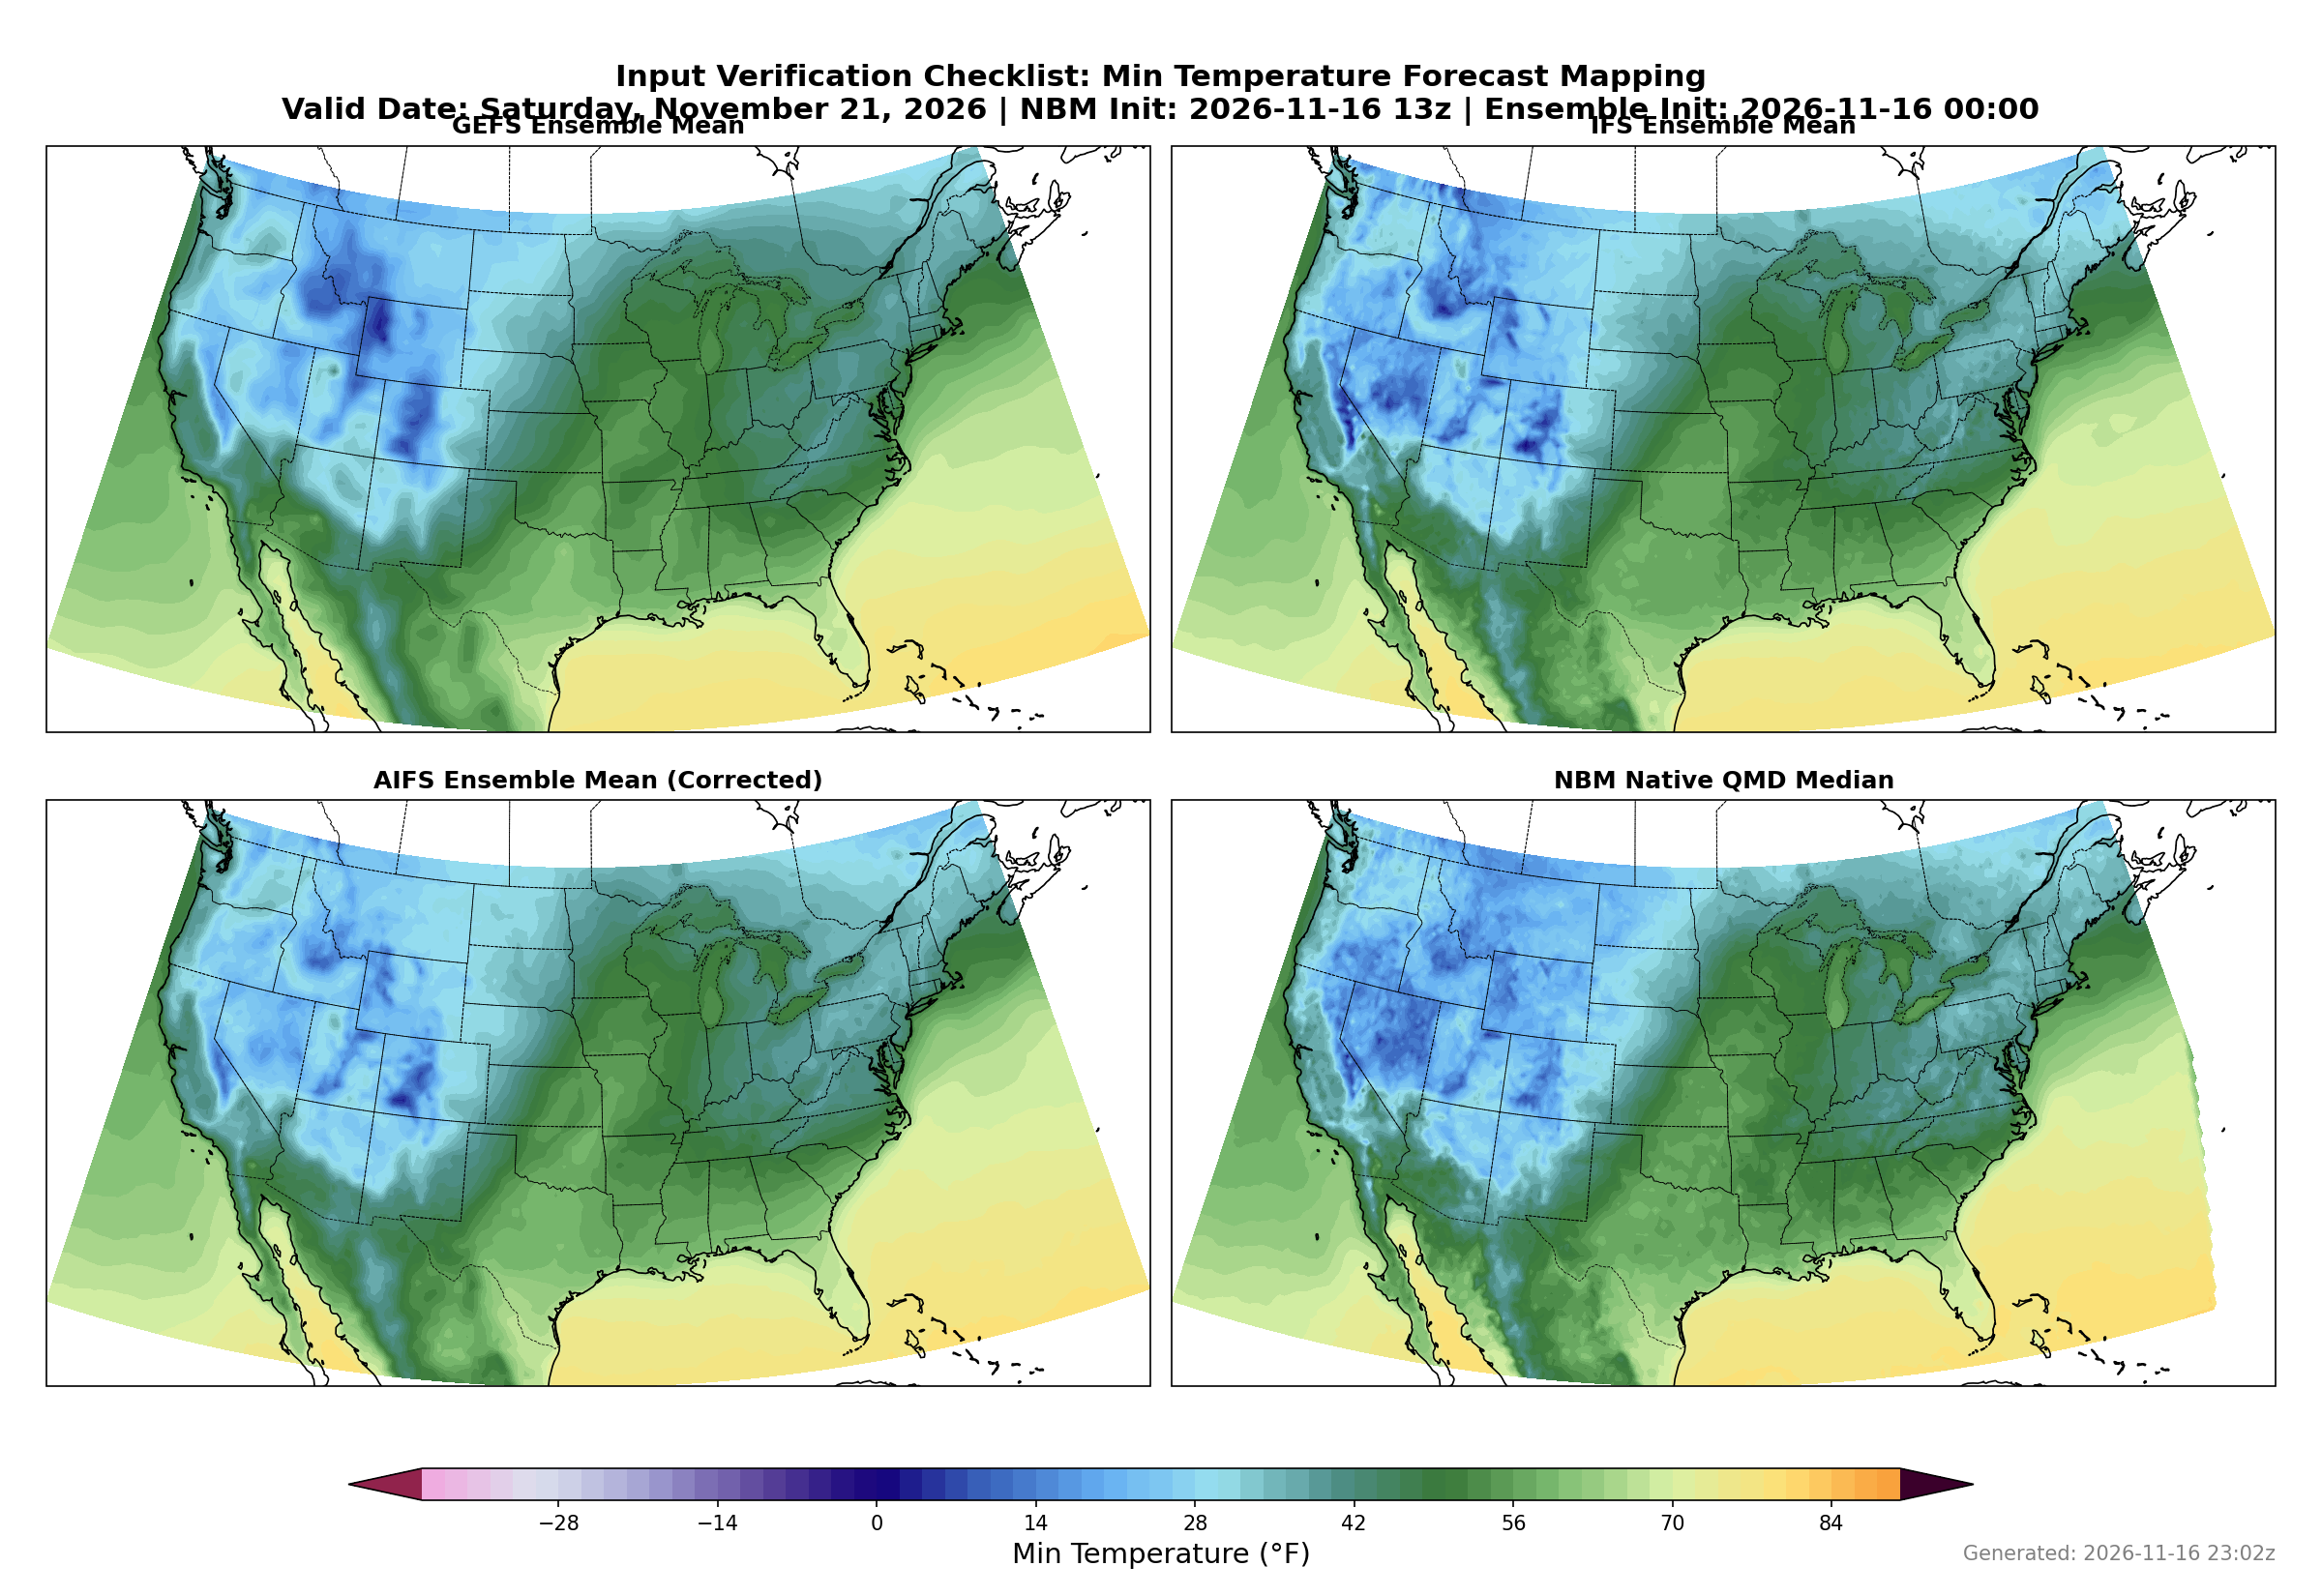 Input Verification Checklist: Min Temperature Forecast Mapping
Valid Date: Saturday, November 21, 2026 | NBM Init: 2026-11-16 13z | Ensemble Init: 2026-11-16 00:00
GEFS Ensemble Mean
IFS Ensemble Mean
AIFS Ensemble Mean (Corrected)
NBM Native QMD Median
−28 −14 0 14 28 42 56 70 84
Min Temperature (°F)
Generated: 2026-11-16 23:02z